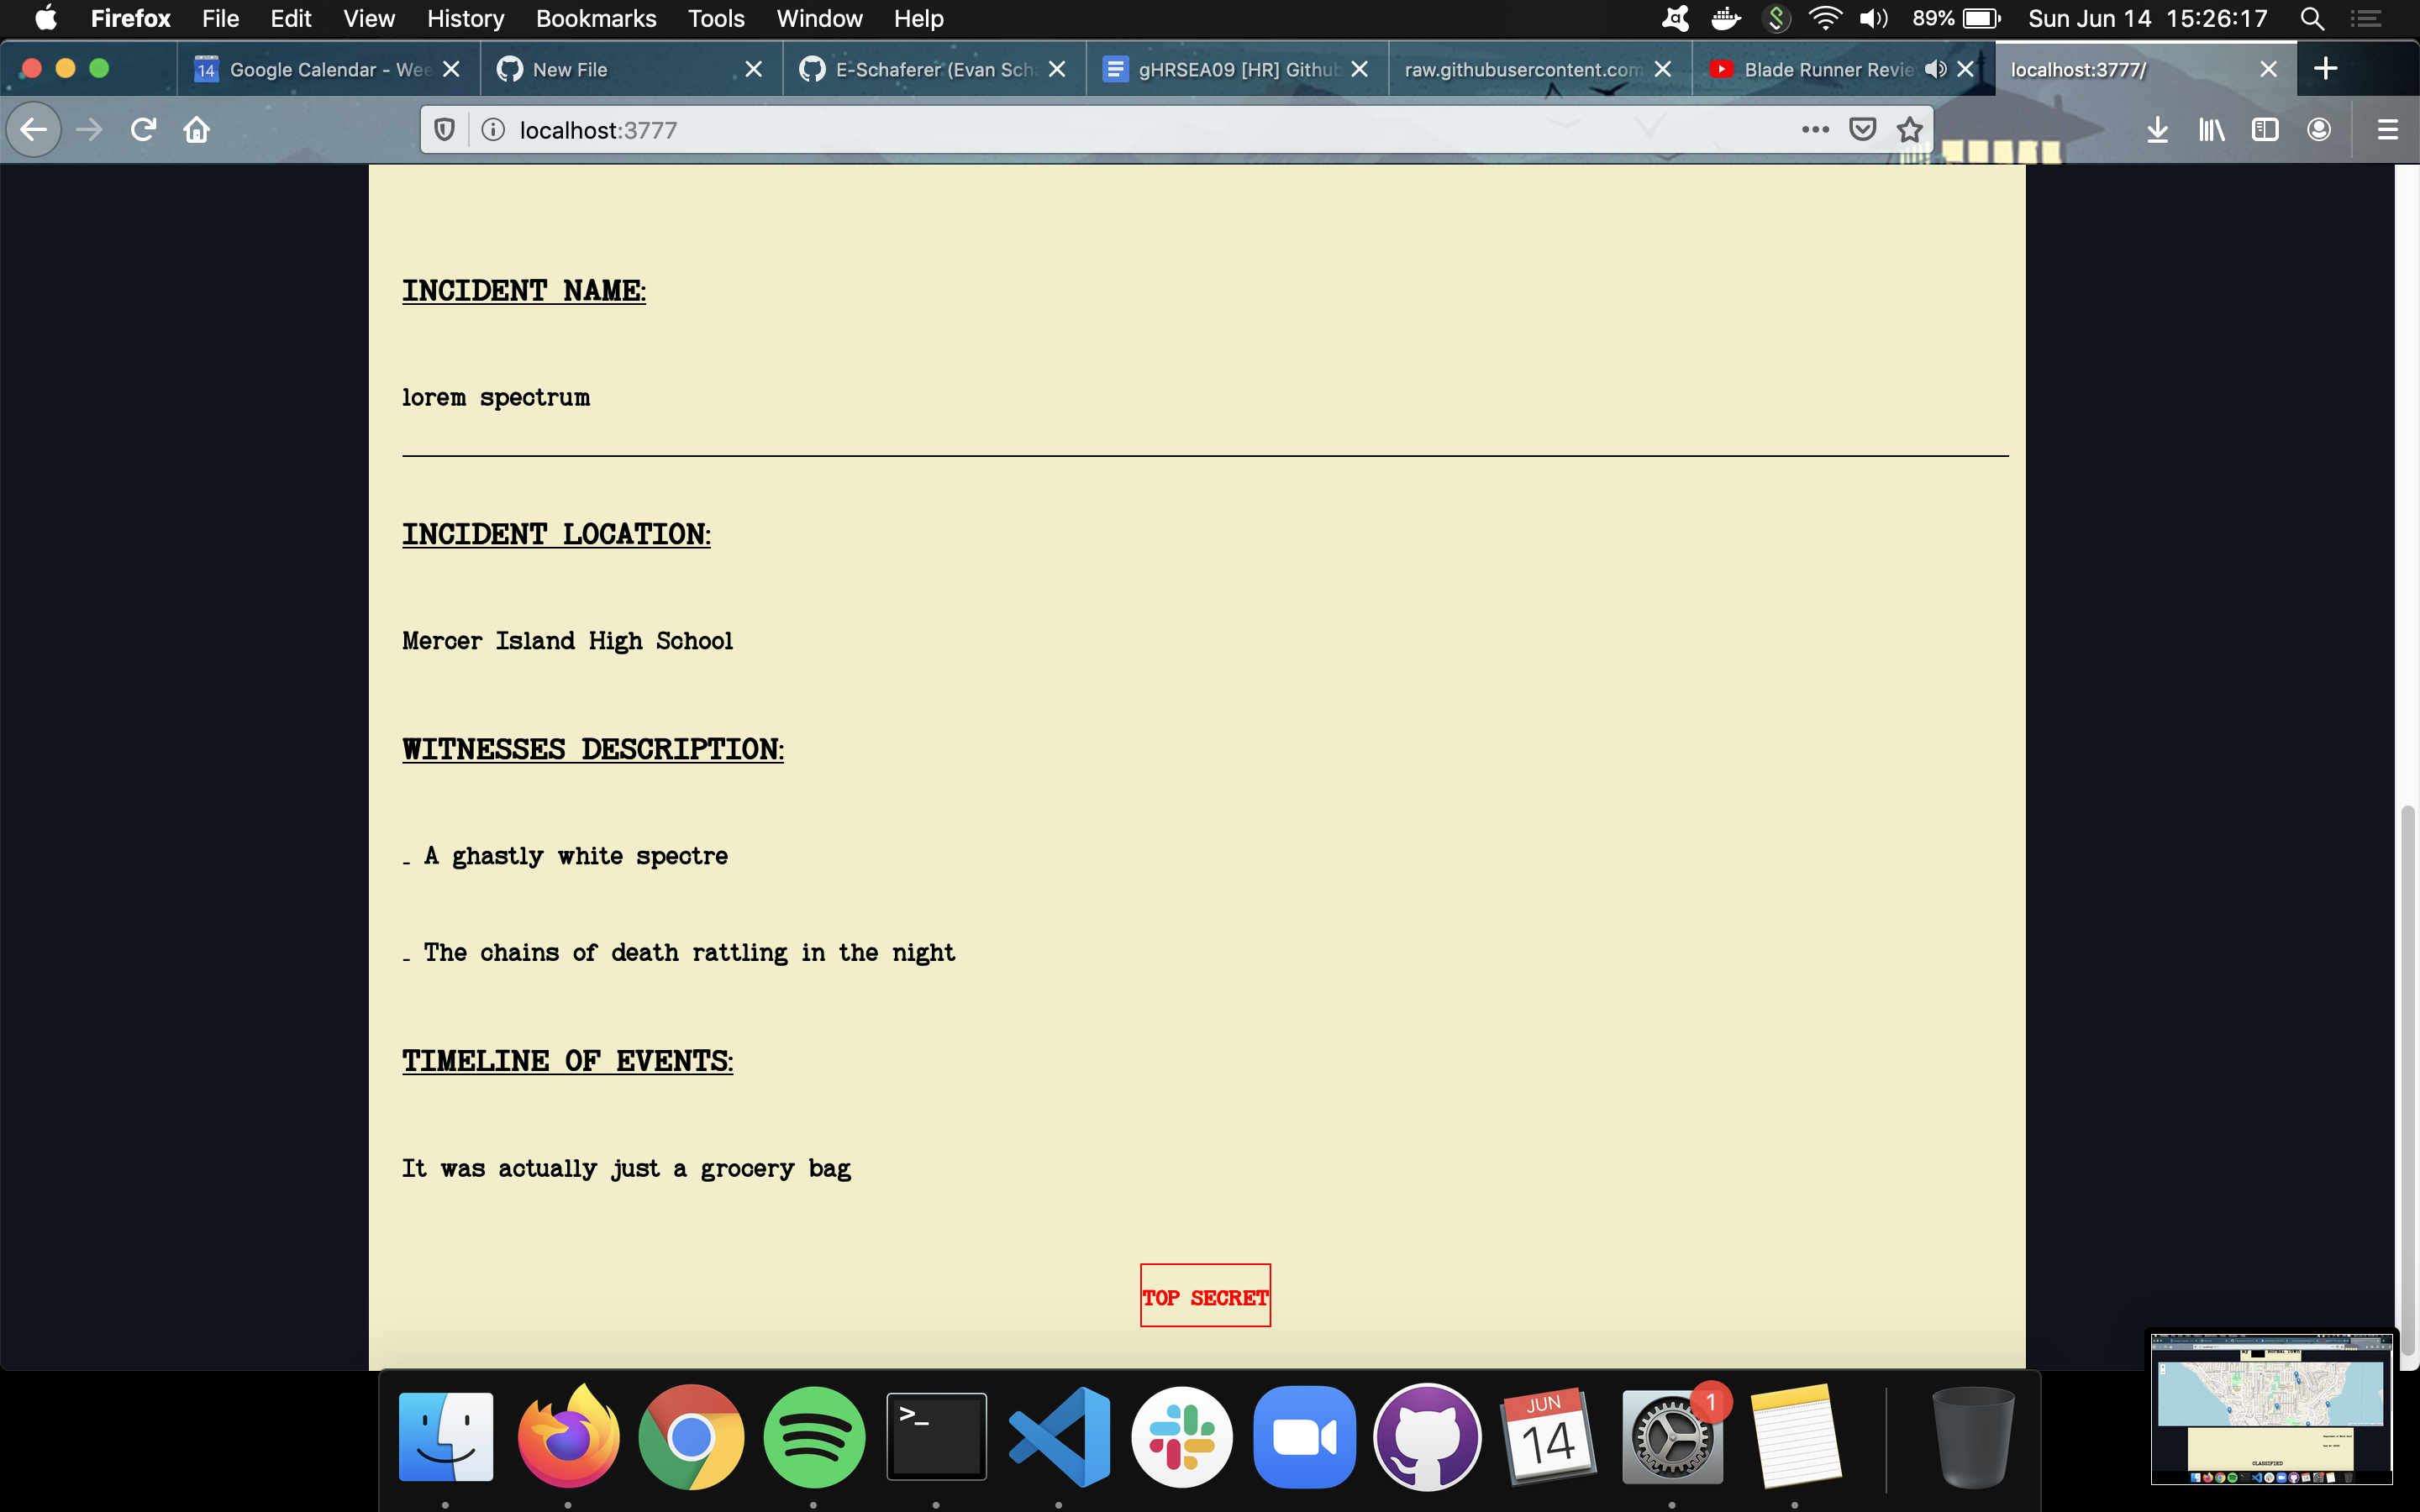 Firefox File Edit View History Bookmarks Tools Window Help 89% Sun Jun 14 15:26:17
14 Google Calendar - Wee New File E-Schaferer (Evan Scha gHRSEA09 [HR] Github raw.githubusercontent.com Blade Runner Revie localhost:3777/
localhost:3777
INCIDENT NAME:
lorem spectrum
INCIDENT LOCATION:
Mercer Island High School
WITNESSES DESCRIPTION:
- A ghastly white spectre
- The chains of death rattling in the night
TIMELINE OF EVENTS:
It was actually just a grocery bag
TOP SECRET
>_ JUN 14 1
CLASSIFIED